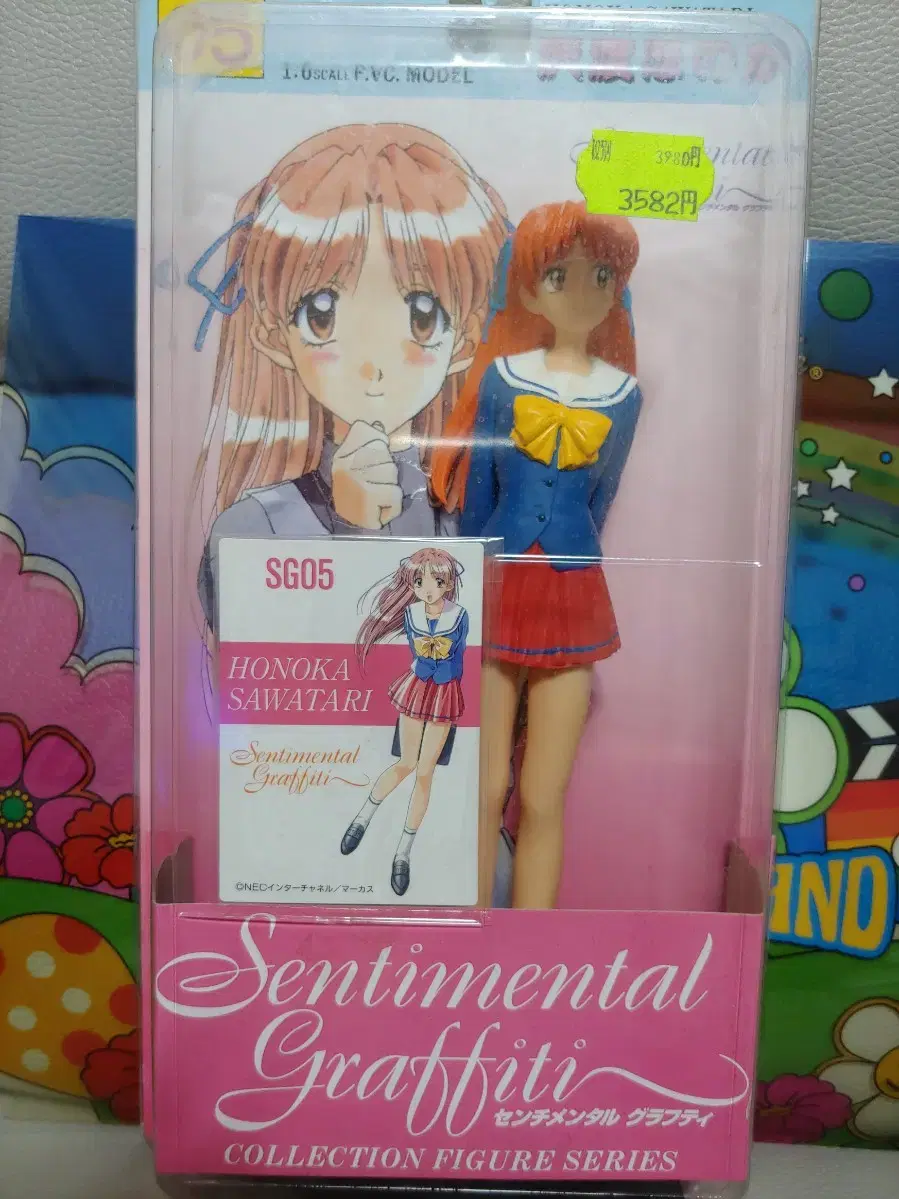 1:6 SCALE P.V.C. MODEL
3980円
3582円
SG05
HONOKA
SAWATARI
Sentimental
Graffiti
©NECインターチャネル/マーカス
Sentimental
Graffiti
センチメンタル グラフティ
COLLECTION FIGURE SERIES